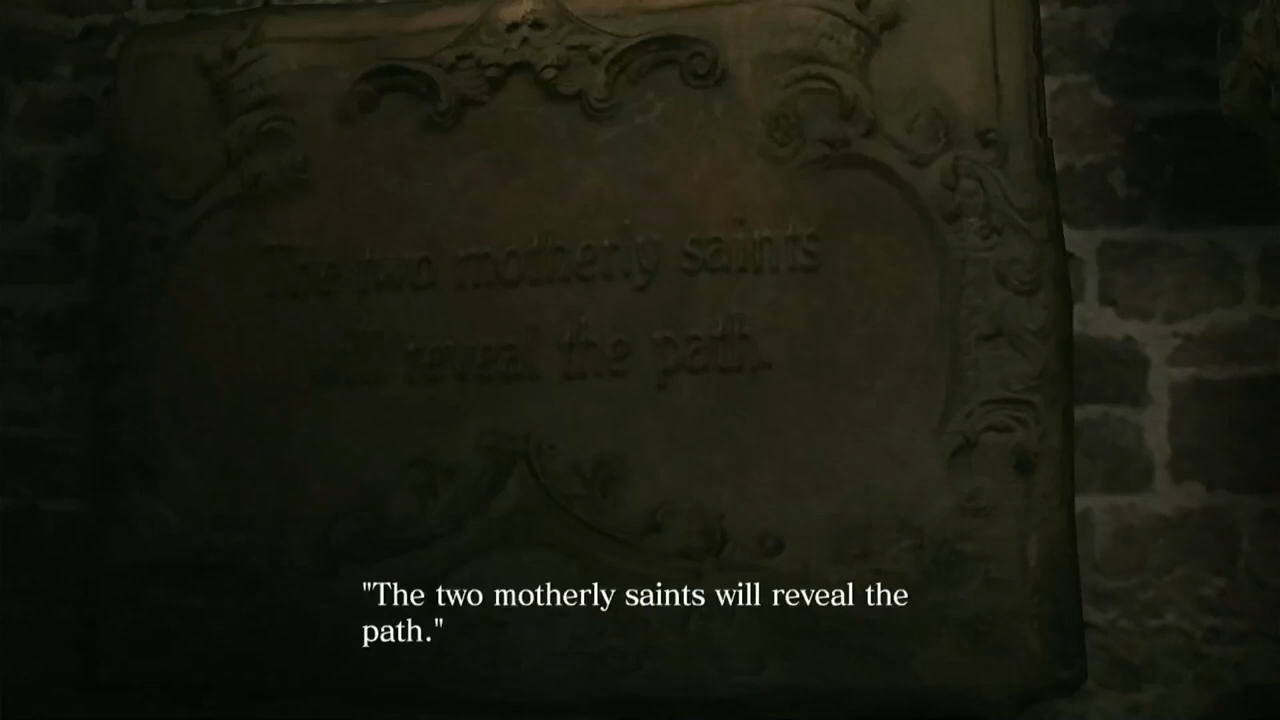 The two motherly saints
will reveal the path.
"The two motherly saints will reveal the
path."